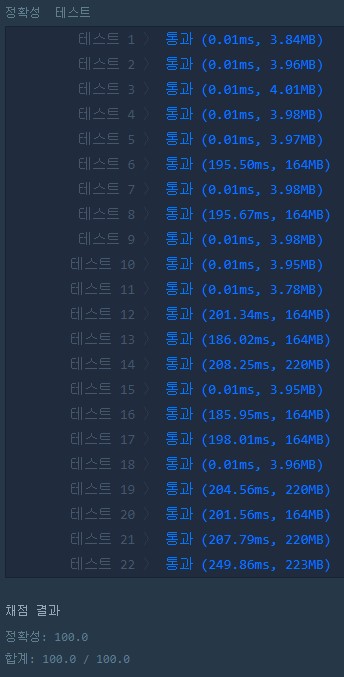 정확성 테스트
테스트 1 〉 통과 (0.01ms, 3.84MB)
테스트 2 〉 통과 (0.01ms, 3.96MB)
테스트 3 〉 통과 (0.01ms, 4.01MB)
테스트 4 〉 통과 (0.01ms, 3.98MB)
테스트 5 〉 통과 (0.01ms, 3.97MB)
테스트 6 〉 통과 (195.50ms, 164MB)
테스트 7 〉 통과 (0.01ms, 3.98MB)
테스트 8 〉 통과 (195.67ms, 164MB)
테스트 9 〉 통과 (0.01ms, 3.98MB)
테스트 10 〉 통과 (0.01ms, 3.95MB)
테스트 11 〉 통과 (0.01ms, 3.78MB)
테스트 12 〉 통과 (201.34ms, 164MB)
테스트 13 〉 통과 (186.02ms, 164MB)
테스트 14 〉 통과 (208.25ms, 220MB)
테스트 15 〉 통과 (0.01ms, 3.95MB)
테스트 16 〉 통과 (185.95ms, 164MB)
테스트 17 〉 통과 (198.01ms, 164MB)
테스트 18 〉 통과 (0.01ms, 3.96MB)
테스트 19 〉 통과 (204.56ms, 220MB)
테스트 20 〉 통과 (201.56ms, 164MB)
테스트 21 〉 통과 (207.79ms, 220MB)
테스트 22 〉 통과 (249.86ms, 223MB)
채점 결과
정확성: 100.0
합계: 100.0 / 100.0